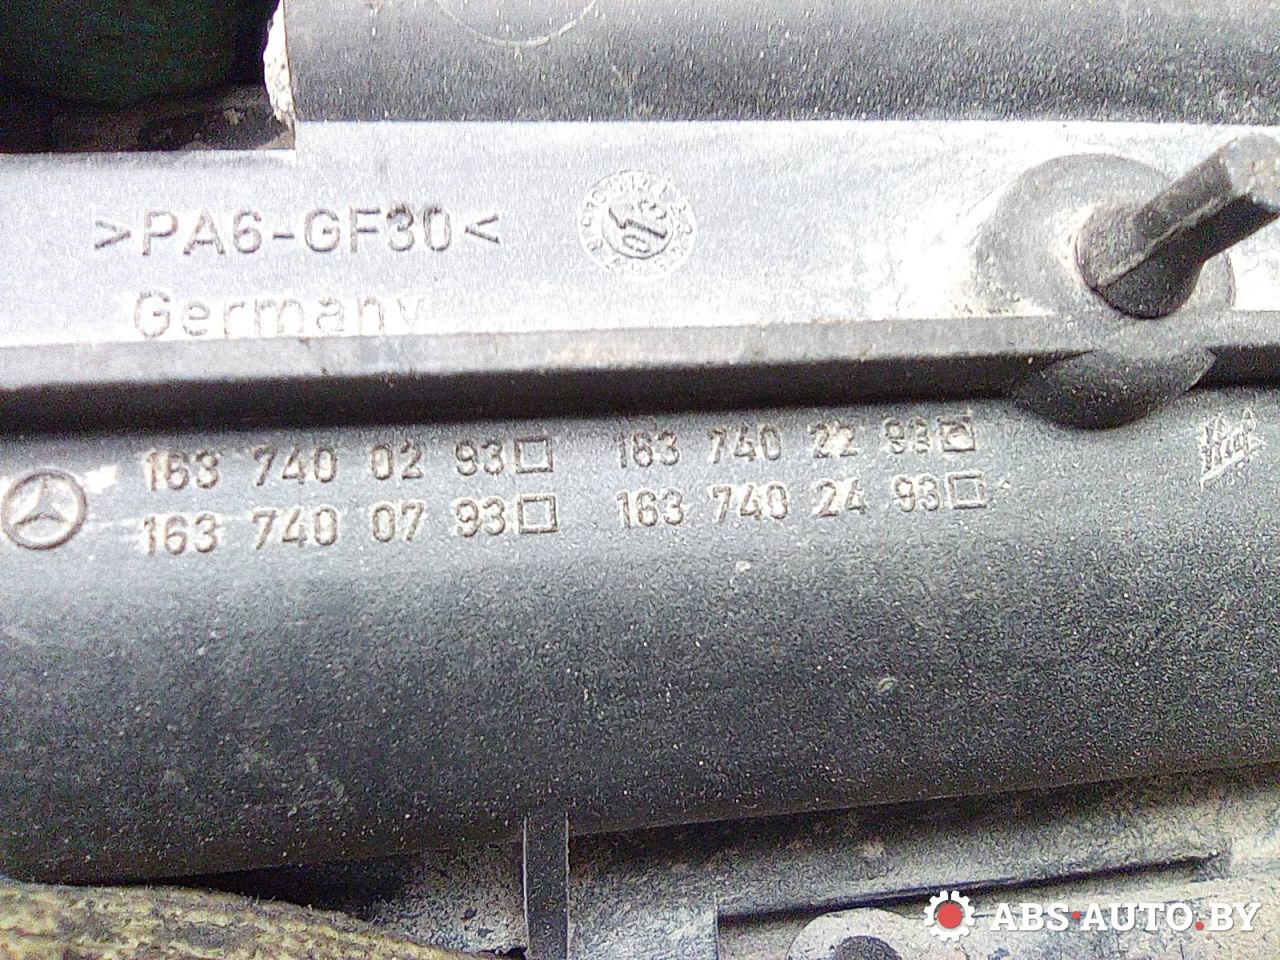 >PA6-GF30<
Germany
163 740 02 93□ 163 740 22 93□
163 740 07 93□ 163 740 24 93□
ABS-AUTO.BY